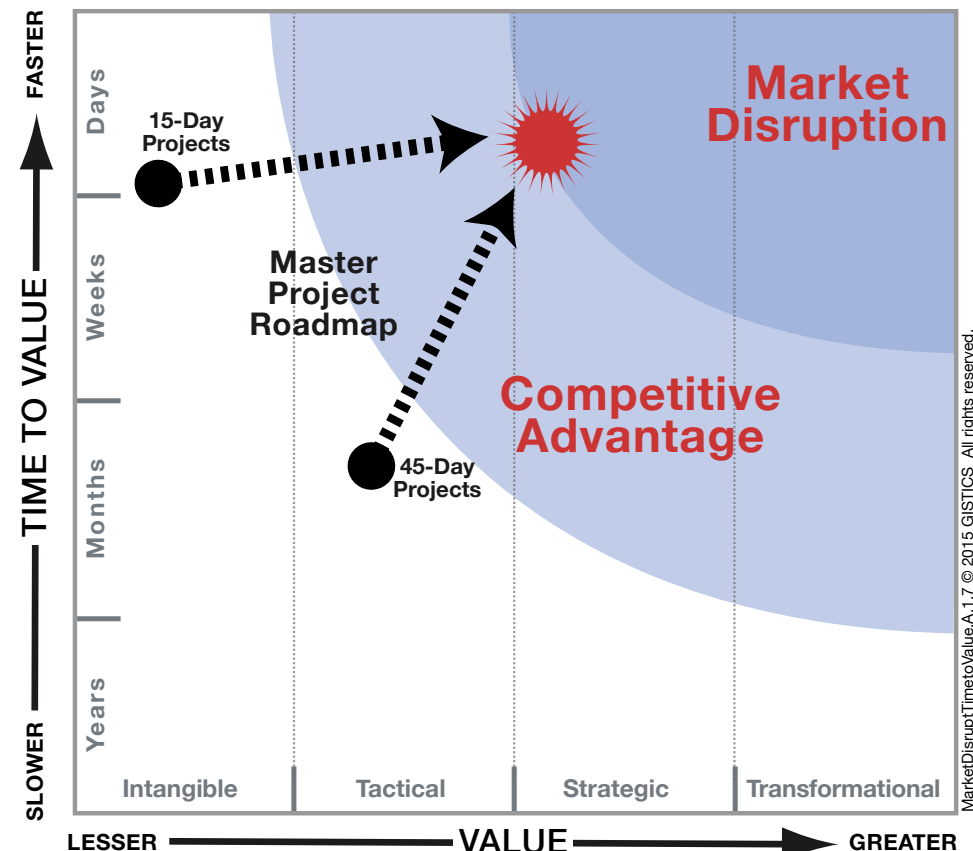 FASTER
TIME TO VALUE
SLOWER
Days
Weeks
Months
Years
15-Day
Projects
Market
Disruption
Master
Project
Roadmap
Competitive
Advantage
45-Day
Projects
Intangible
Tactical
Strategic
Transformational
LESSER
VALUE
GREATER
MarketDisruptTimetoValue.A.1.7 © 2015 GISTICS All rights reserved.